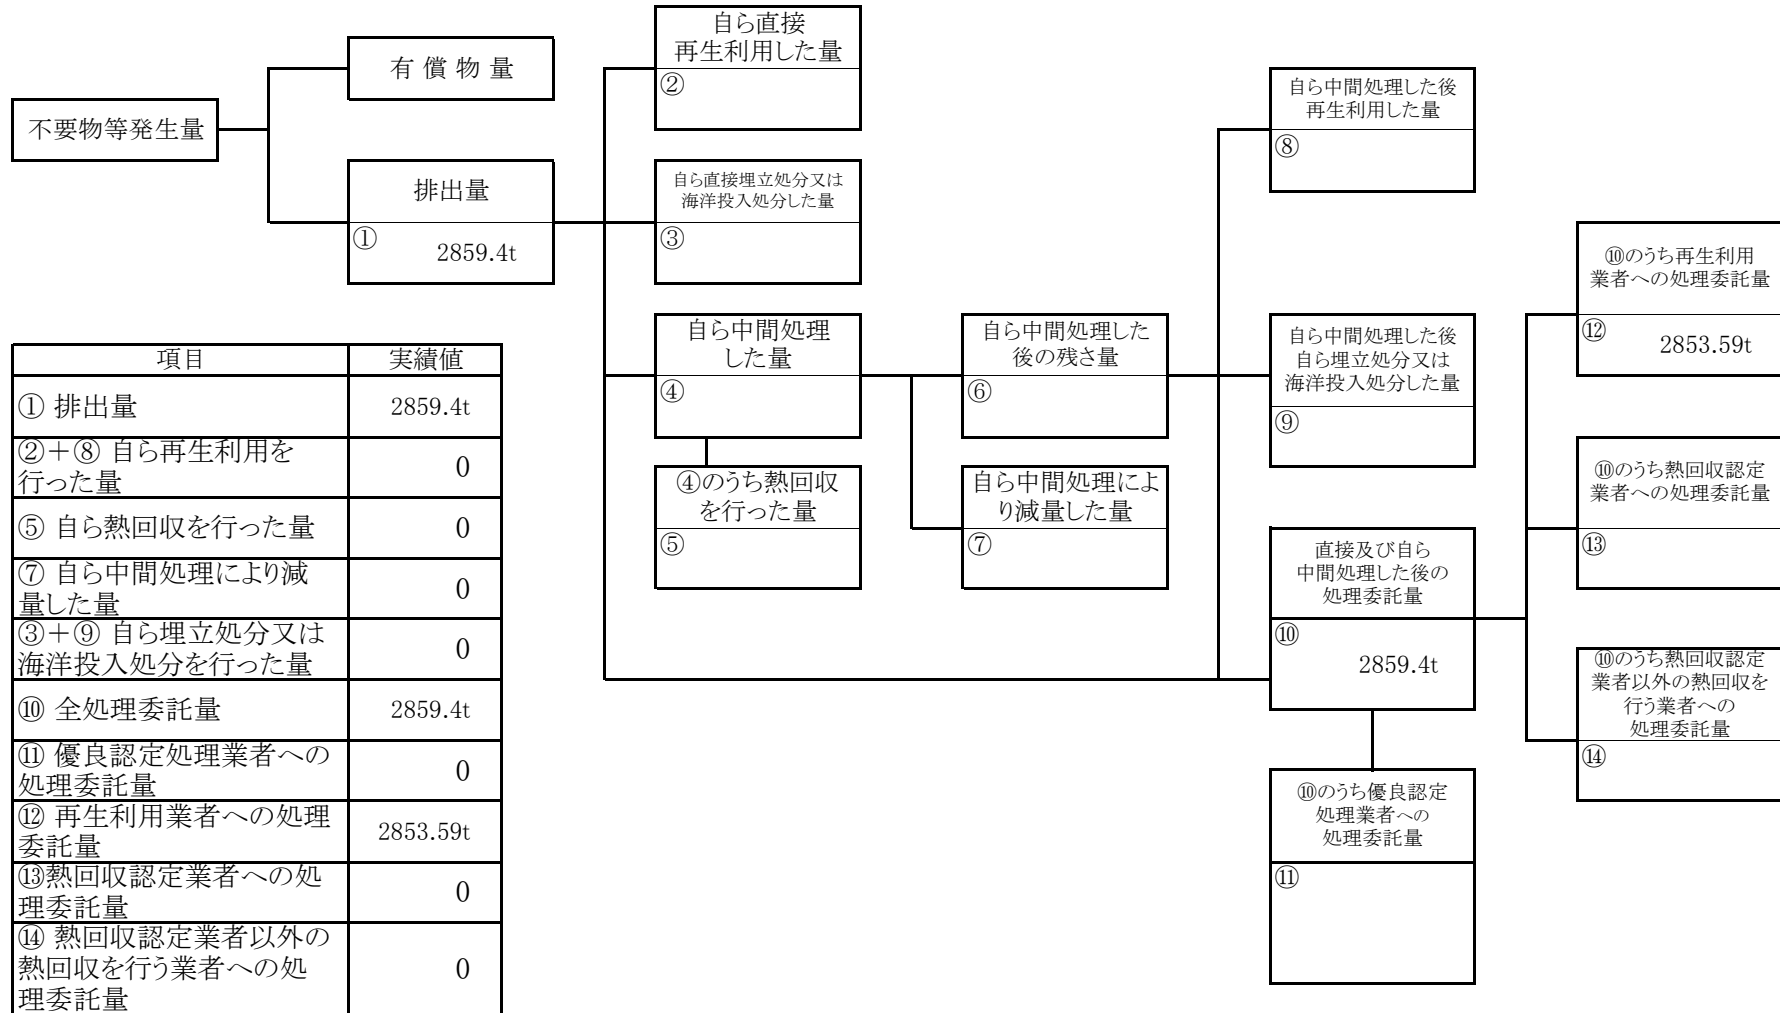 不要物等発生量
有 償 物 量
排出量
①
2859.4t
自ら直接
再生利用した量
②
自ら直接埋立処分又は
海洋投入処分した量
③
自ら中間処理
した量
④
④のうち熱回収
を行った量
⑤
自ら中間処理した
後の残さ量
⑥
自ら中間処理によ
り減量した量
⑦
自ら中間処理した後
再生利用した量
⑧
自ら中間処理した後
自ら埋立処分又は
海洋投入処分した量
⑨
直接及び自ら
中間処理した後の
処理委託量
⑩
2859.4t
⑩のうち優良認定
処理業者への
処理委託量
⑪
⑩のうち再生利用
業者への処理委託量
⑫
2853.59t
⑩のうち熱回収認定
業者への処理委託量
⑬
⑩のうち熱回収認定
業者以外の熱回収を
行う業者への
処理委託量
⑭
項目 実績値
① 排出量 2859.4t
②＋⑧ 自ら再生利用を
行った量 0
⑤ 自ら熱回収を行った量 0
⑦ 自ら中間処理により減
量した量 0
③＋⑨ 自ら埋立処分又は
海洋投入処分を行った量 0
⑩ 全処理委託量 2859.4t
⑪ 優良認定処理業者への
処理委託量 0
⑫ 再生利用業者への処理
委託量 2853.59t
⑬熱回収認定業者への処
理委託量 0
⑭ 熱回収認定業者以外の
熱回収を行う業者への処
理委託量 0